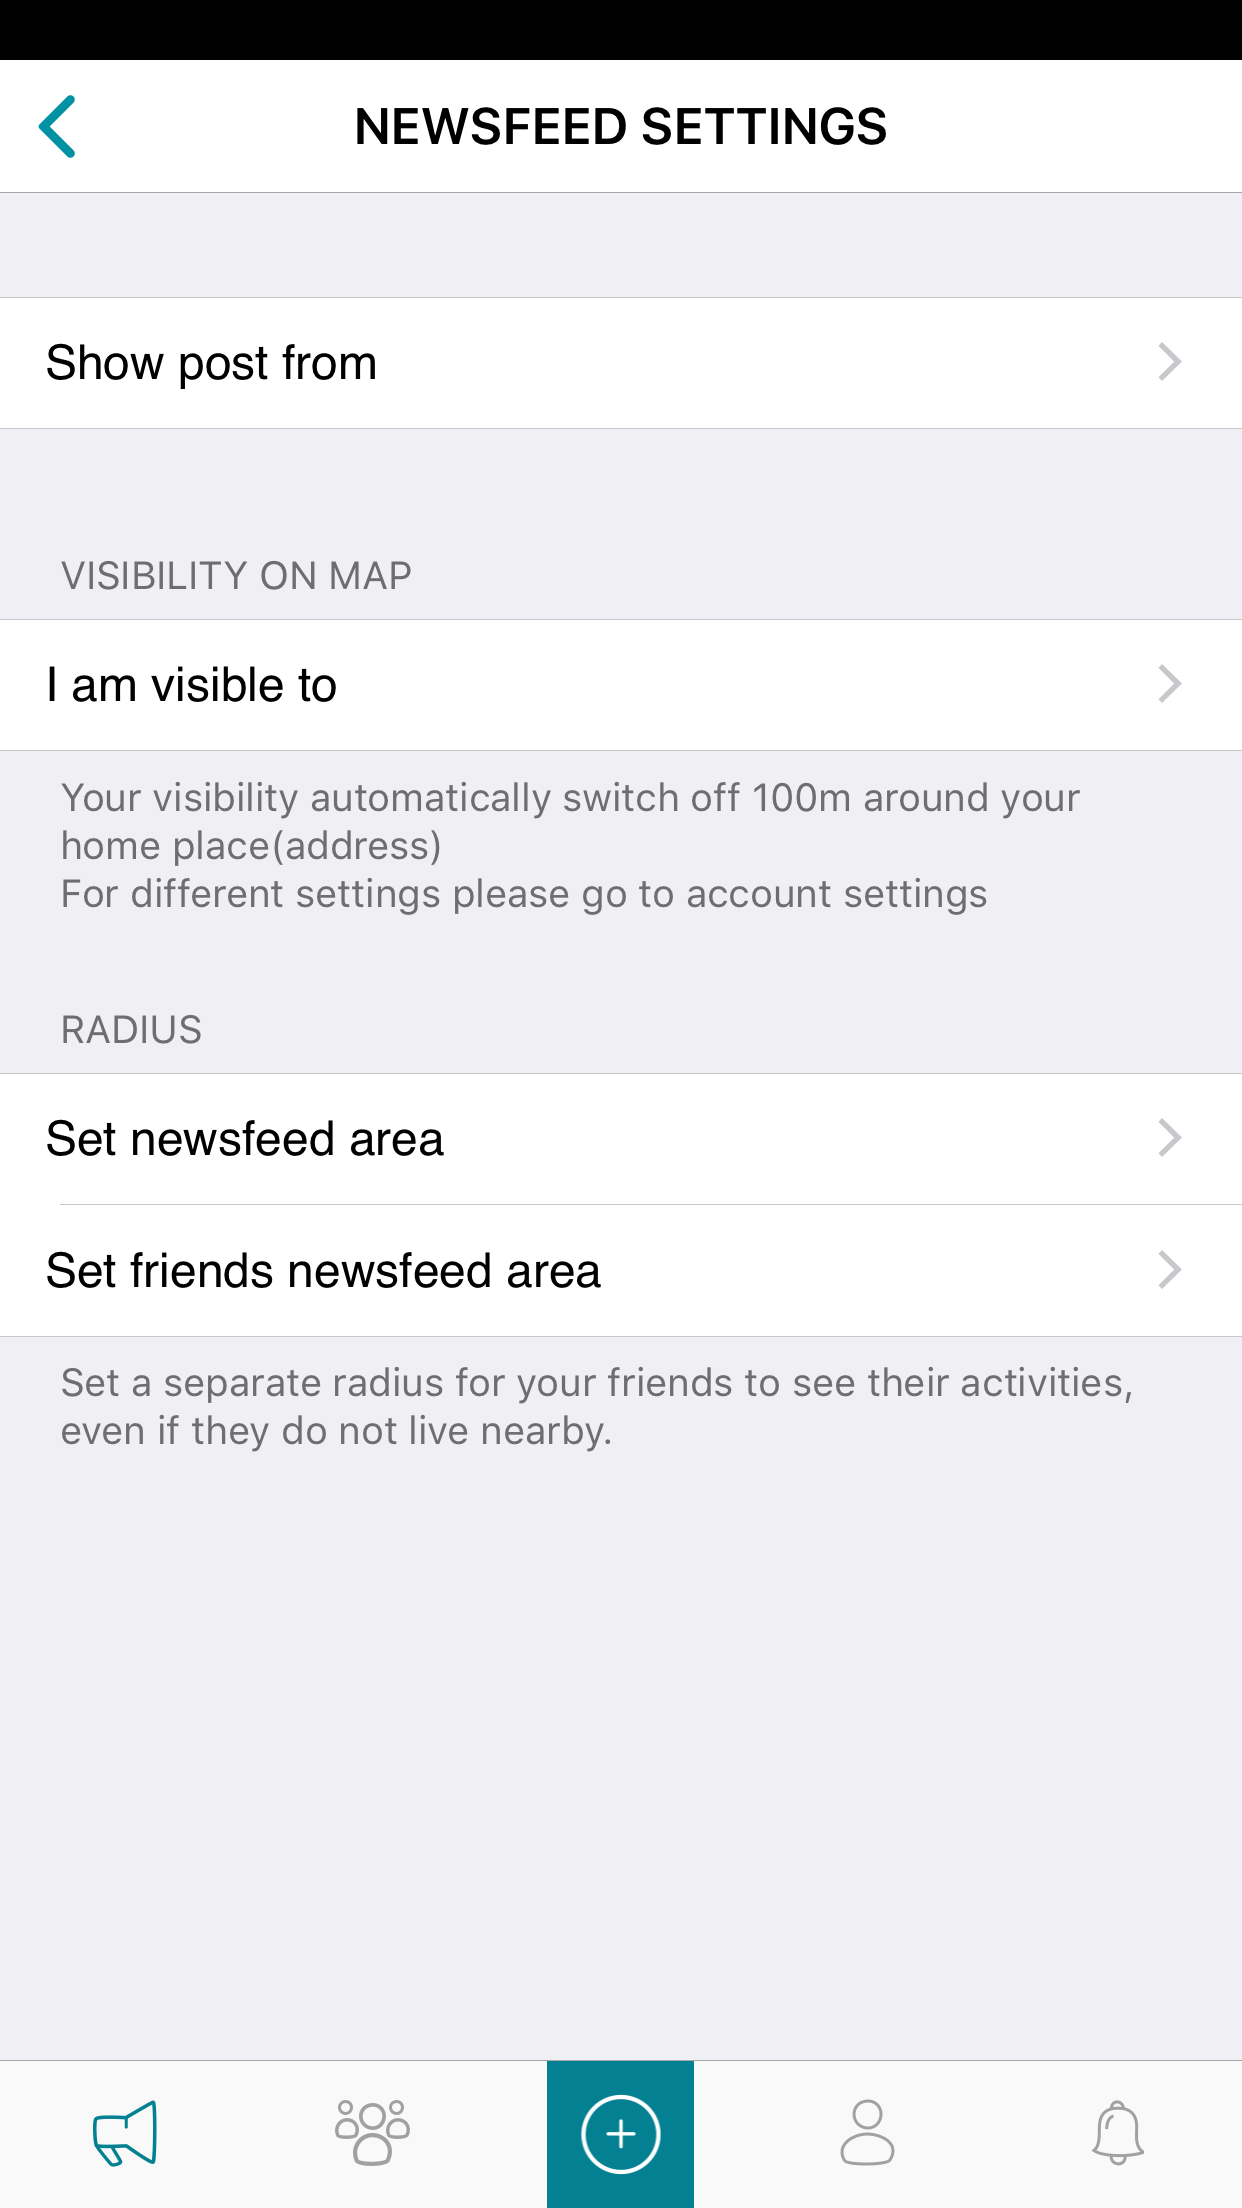 NEWSFEED SETTINGS
Show post from
VISIBILITY ON MAP
I am visible to
Your visibility automatically switch off 100m around your
home place(address)
For different settings please go to account settings
RADIUS
Set newsfeed area
Set friends newsfeed area
Set a separate radius for your friends to see their activities,
even if they do not live nearby.